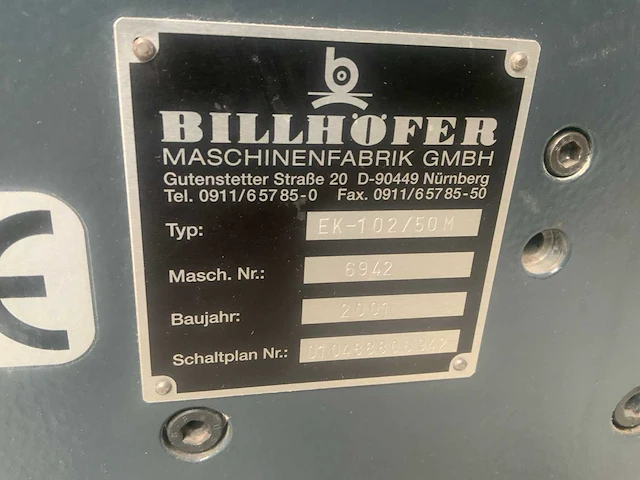 BILLHÖFER
MASCHINENFABRIK GMBH
Gutenstetter Straße 20 D-90449 Nürnberg
Tel. 0911/65785-0 Fax. 0911/65785-50
Typ: EK-102/50M
Masch. Nr.: 6942
Baujahr: 2001
Schaltplan Nr.: